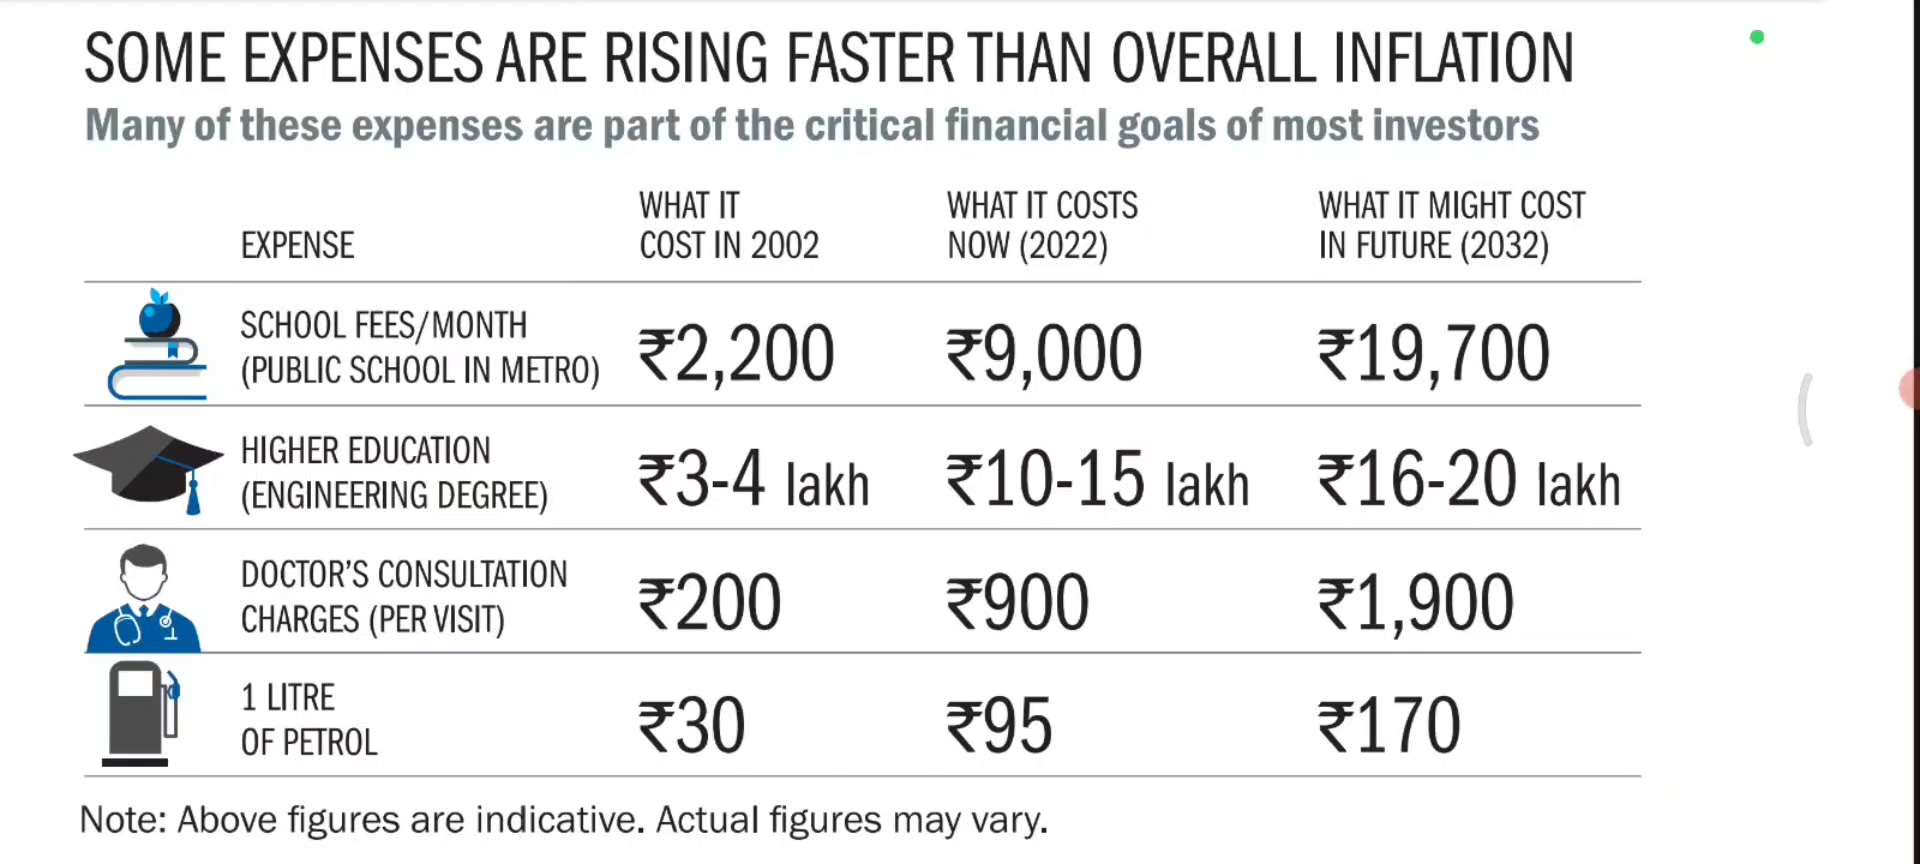 SOME EXPENSES ARE RISING FASTER THAN OVERALL INFLATION
Many of these expenses are part of the critical financial goals of most investors
EXPENSE
WHAT IT
COST IN 2002
WHAT IT COSTS
NOW (2022)
WHAT IT MIGHT COST
IN FUTURE (2032)
SCHOOL FEES/MONTH
(PUBLIC SCHOOL IN METRO)
₹2,200
₹9,000
₹19,700
HIGHER EDUCATION
(ENGINEERING DEGREE)
₹3-4 lakh
₹10-15 lakh
₹16-20 lakh
DOCTOR'S CONSULTATION
CHARGES (PER VISIT)
₹200
₹900
₹1,900
1 LITRE
OF PETROL
₹30
₹95
₹170
Note: Above figures are indicative. Actual figures may vary.